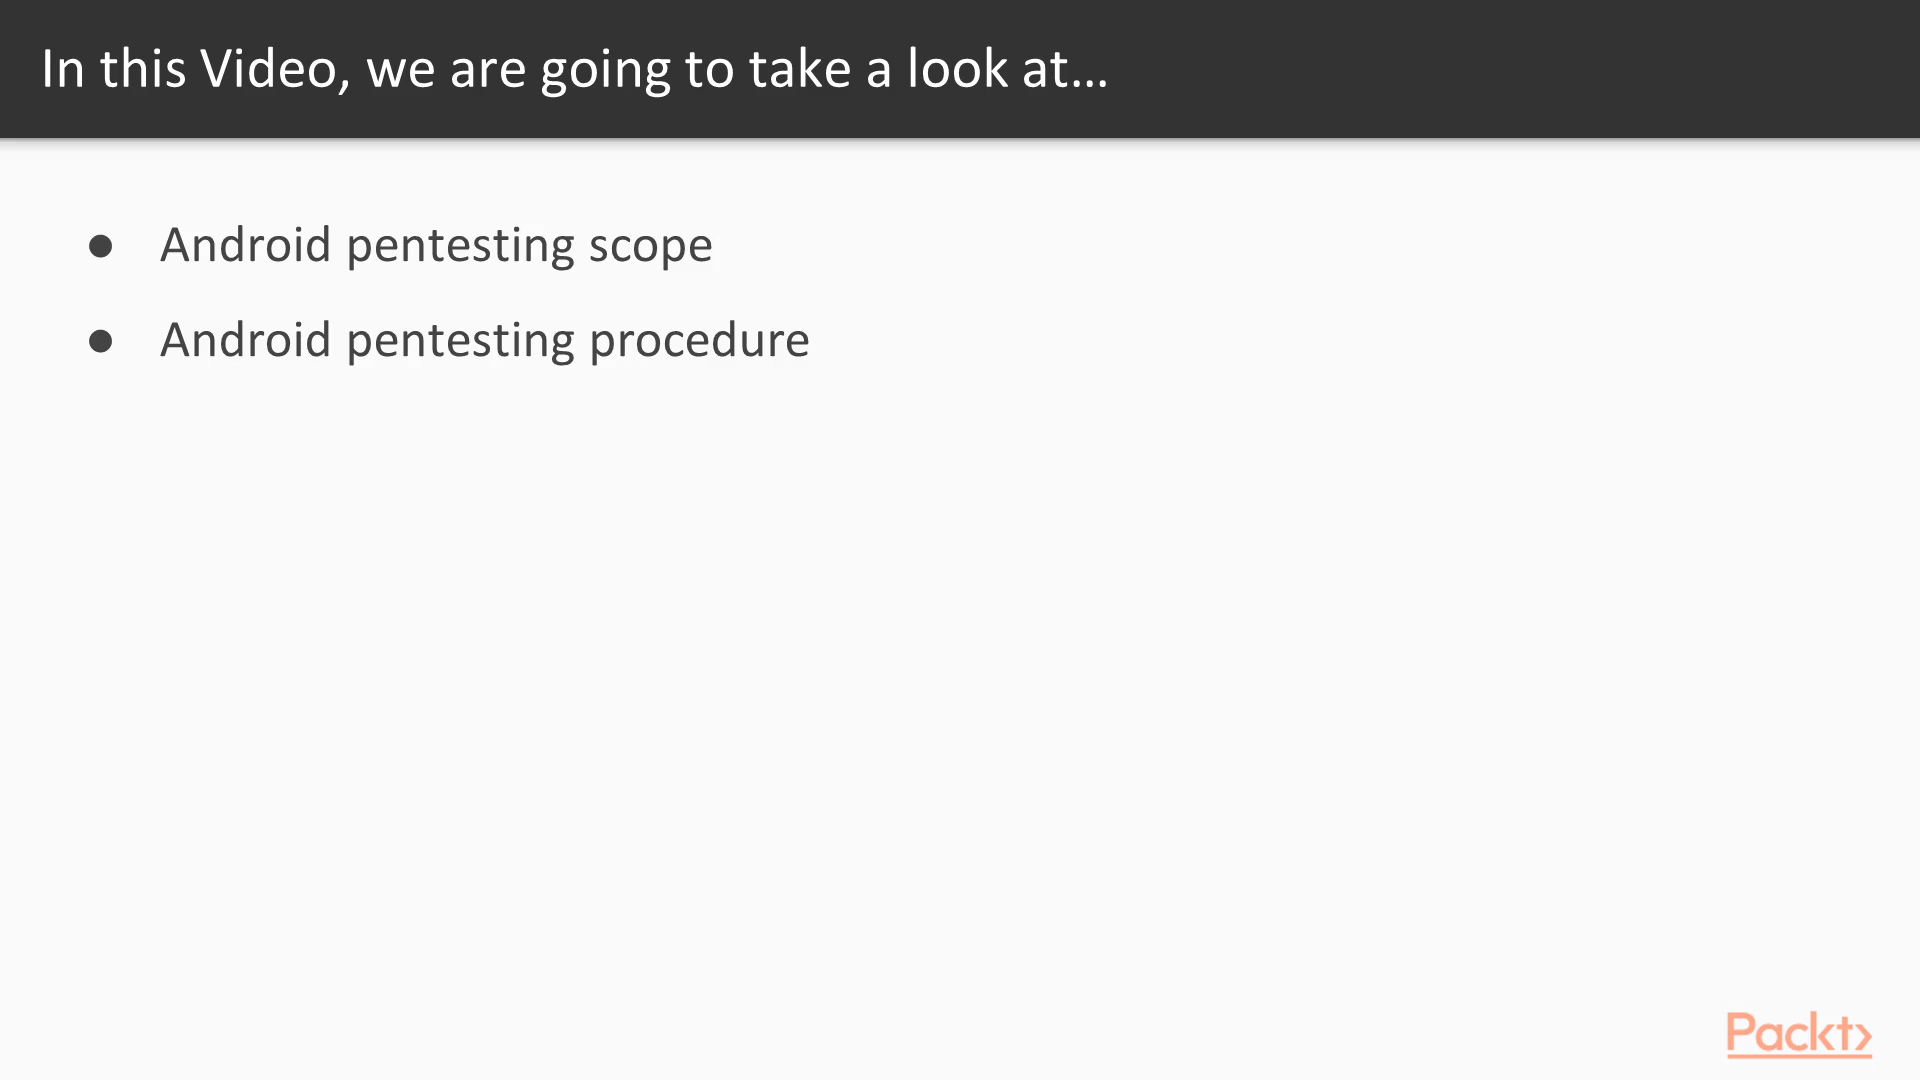 In this Video, we are going to take a look at...
● Android pentesting scope
● Android pentesting procedure
Packt>